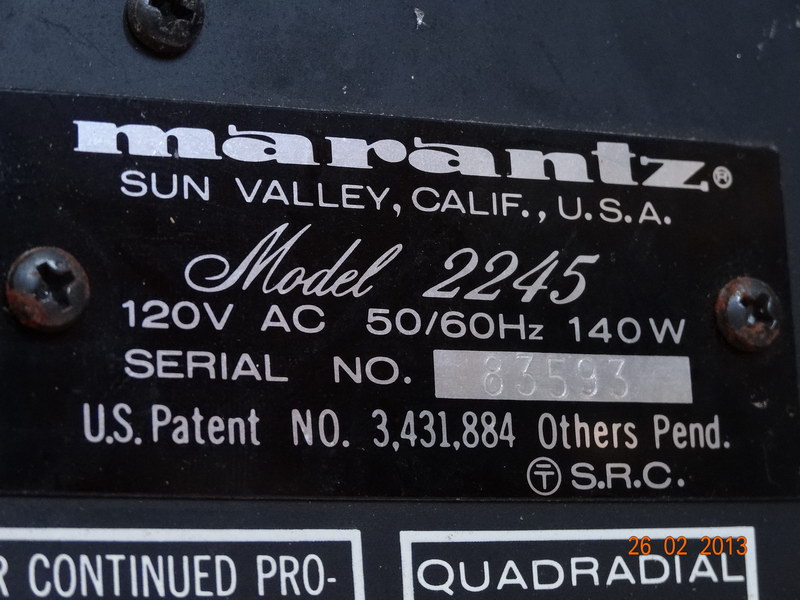 marantz®
SUN VALLEY, CALIF., U.S.A.
Model 2245
120V AC 50/60Hz 140W
SERIAL NO. 83593
U.S. Patent NO. 3,431,884 Others Pend.
S.R.C.
R CONTINUED PRO-
QUADRADIAL
26 02 2013